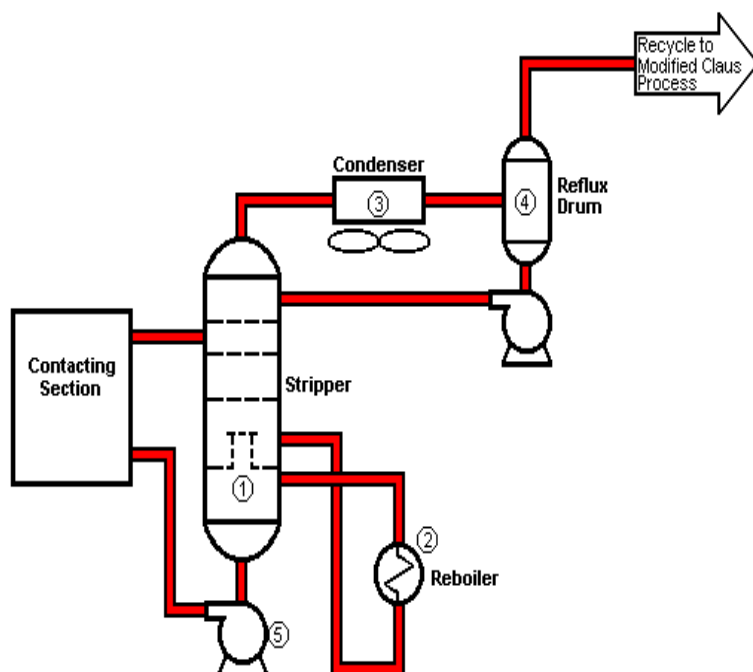 Recycle to
Modified Claus
Process
Condenser
3
Reflux
Drum
4
Contacting
Section
Stripper
1
2
Reboiler
5